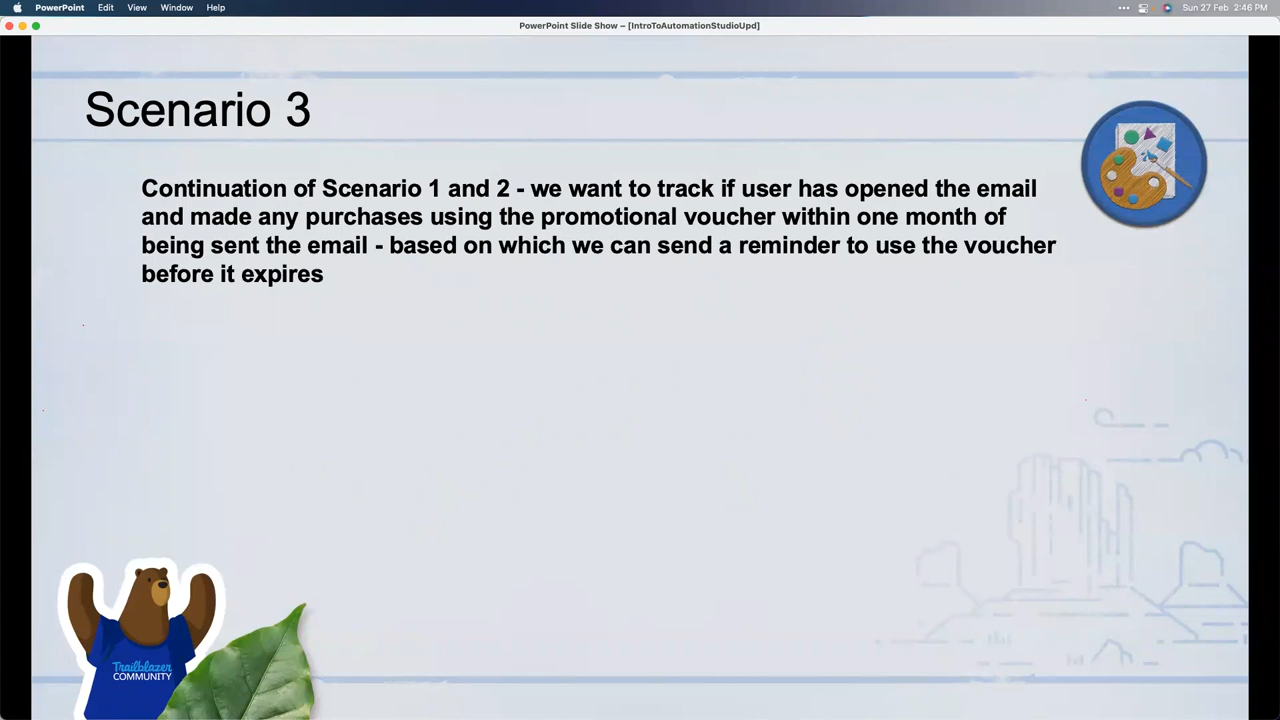 PowerPoint Edit View Window Help Sun 27 Feb 2:46 PM
PowerPoint Slide Show – [IntroToAutomationStudioUpd]
Scenario 3
Continuation of Scenario 1 and 2 - we want to track if user has opened the email
and made any purchases using the promotional voucher within one month of
being sent the email - based on which we can send a reminder to use the voucher
before it expires
Trailblazer
COMMUNITY